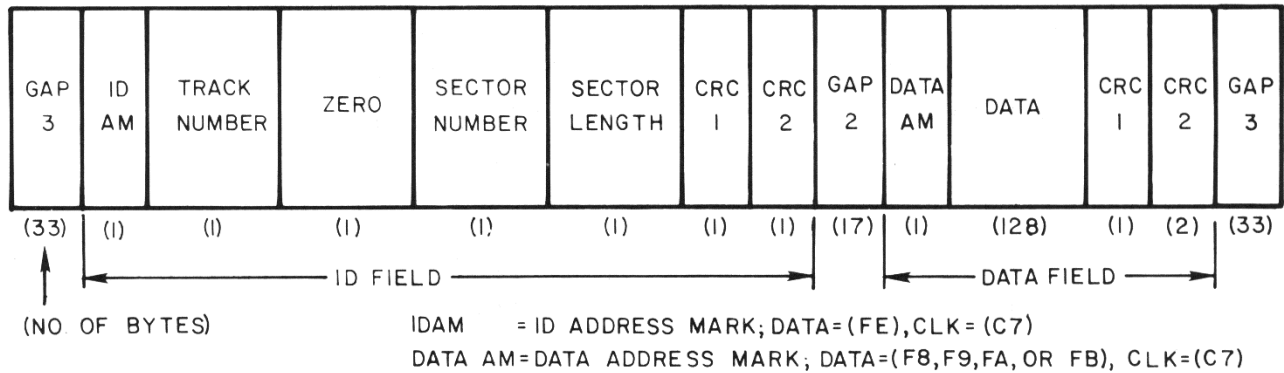 GAP 3 ID AM TRACK NUMBER ZERO SECTOR NUMBER SECTOR LENGTH CRC 1 CRC 2 GAP 2 DATA AM DATA CRC 1 CRC 2 GAP 3
(33) (1) (1) (1) (1) (1) (1) (1) (17) (1) (128) (1) (2) (33)
ID FIELD DATA FIELD
(NO. OF BYTES)
IDAM = ID ADDRESS MARK; DATA=(FE), CLK=(C7)
DATA AM=DATA ADDRESS MARK; DATA=(F8,F9,FA, OR FB), CLK=(C7)